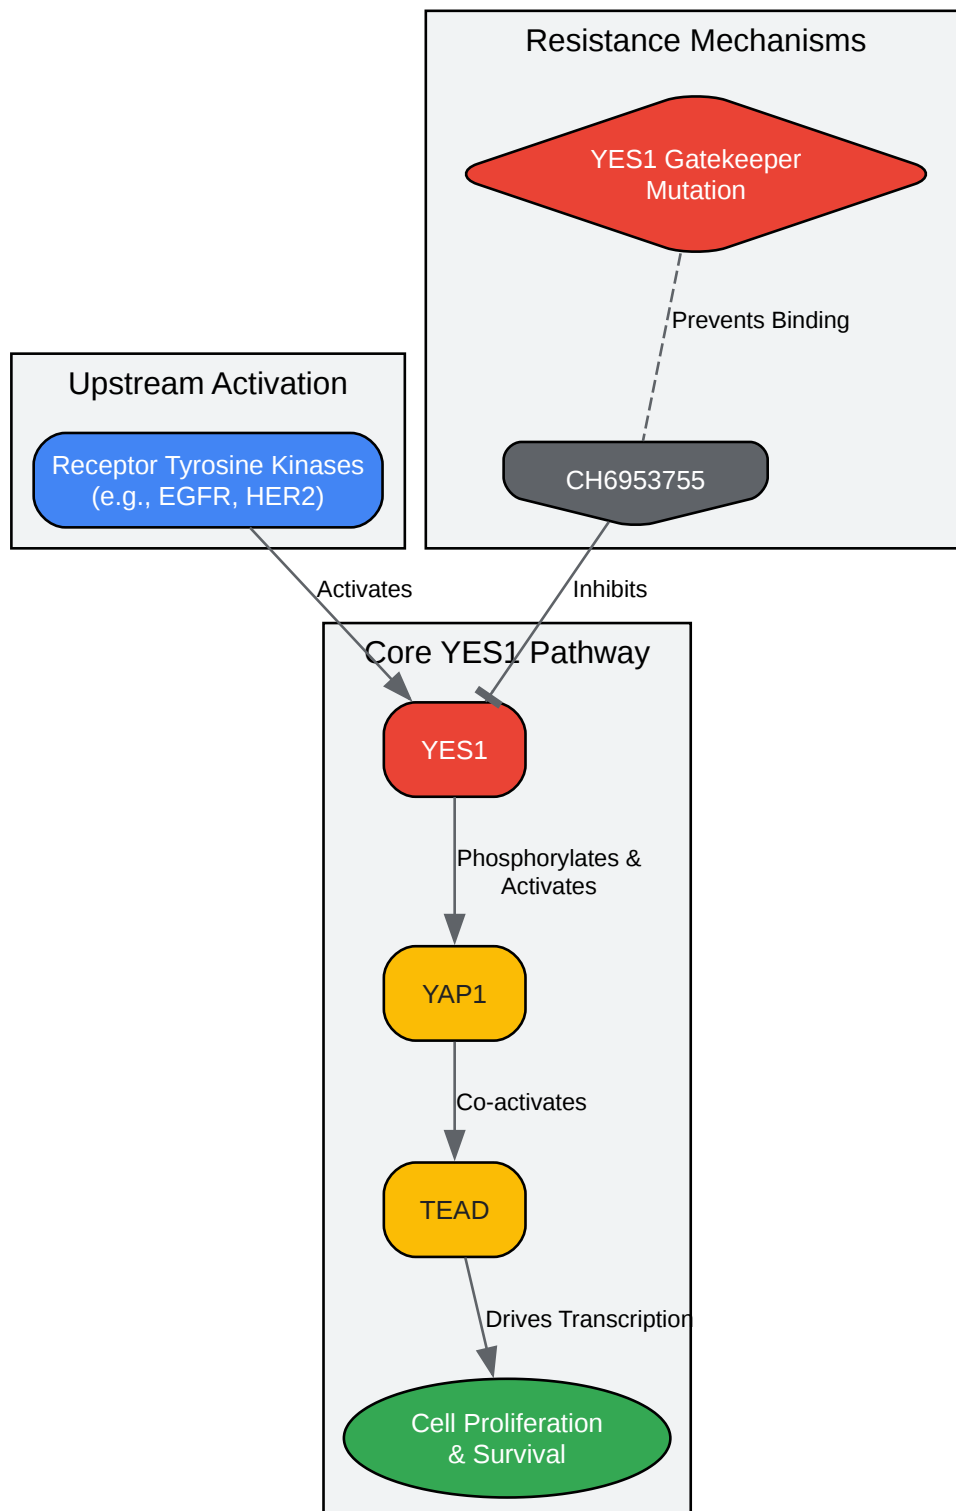 Resistance Mechanisms
YES1 Gatekeeper
Mutation
Prevents Binding
Upstream Activation
Receptor Tyrosine Kinases
(e.g., EGFR, HER2)
CH6953755
Activates
Inhibits
Core YES1 Pathway
YES1
Phosphorylates &
Activates
YAP1
Co-activates
TEAD
Drives Transcription
Cell Proliferation
& Survival